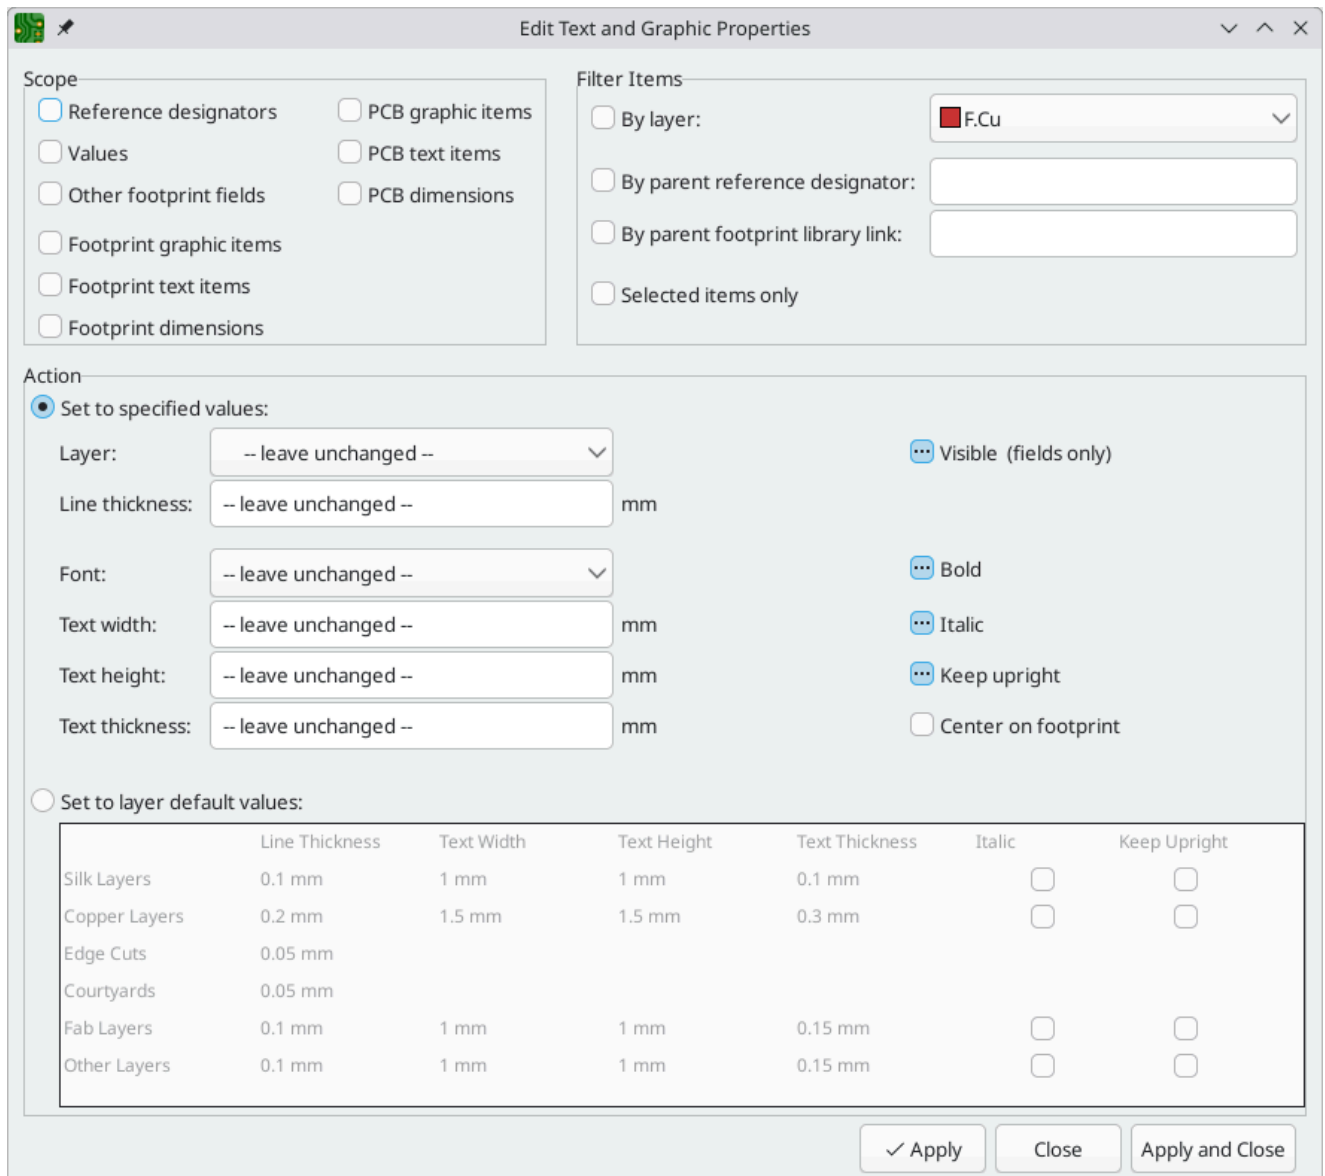 Edit Text and Graphic Properties
Scope
Reference designators
PCB graphic items
Values
PCB text items
Other footprint fields
PCB dimensions
Footprint graphic items
Footprint text items
Footprint dimensions
Filter Items
By layer:
F.Cu
By parent reference designator:
By parent footprint library link:
Selected items only
Action
Set to specified values:
Layer: -- leave unchanged --
Visible (fields only)
Line thickness: -- leave unchanged -- mm
Font: -- leave unchanged --
Bold
Text width: -- leave unchanged -- mm
Italic
Text height: -- leave unchanged -- mm
Keep upright
Text thickness: -- leave unchanged -- mm
Center on footprint
Set to layer default values:
Line Thickness Text Width Text Height Text Thickness Italic Keep Upright
Silk Layers 0.1 mm 1 mm 1 mm 0.1 mm
Copper Layers 0.2 mm 1.5 mm 1.5 mm 0.3 mm
Edge Cuts 0.05 mm
Courtyards 0.05 mm
Fab Layers 0.1 mm 1 mm 1 mm 0.15 mm
Other Layers 0.1 mm 1 mm 1 mm 0.15 mm
Apply Close Apply and Close